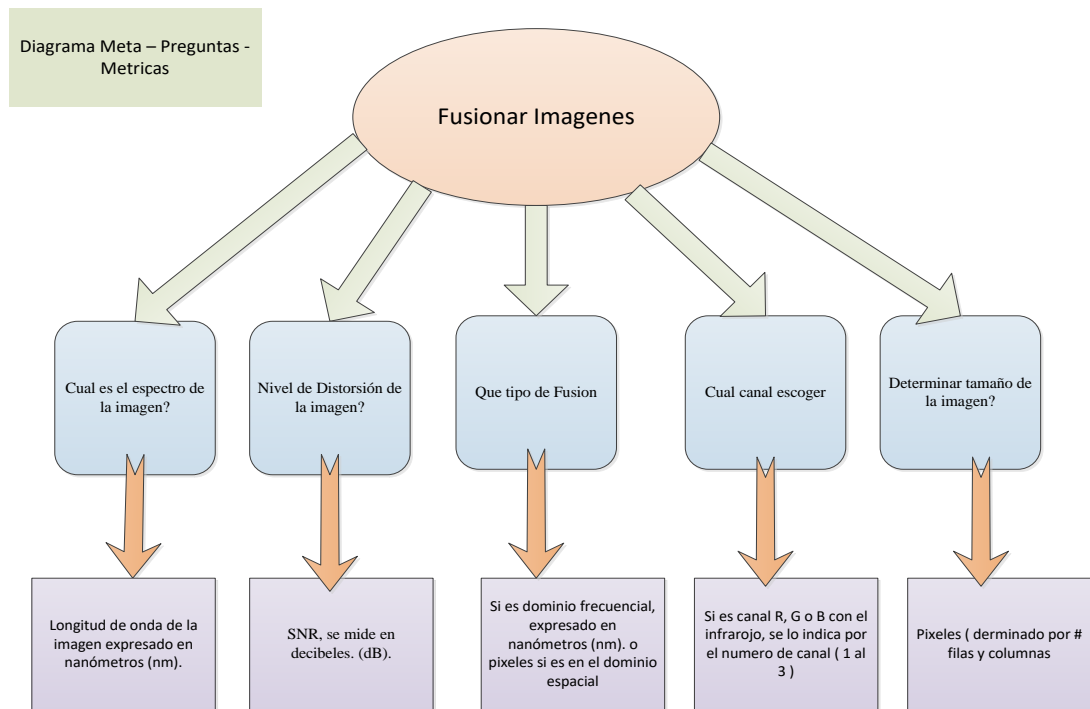 Diagrama Meta – Preguntas -
Metricas
Fusionar Imagenes
Cual es el espectro de
la imagen?
Nivel de Distorsión de
la imagen?
Que tipo de Fusion
Cual canal escoger
Determinar tamaño de
la imagen?
Longitud de onda de la
imagen expresado en
nanómetros (nm).
SNR, se mide en
decibeles. (dB).
Si es dominio frecuencial,
expresado en
nanómetros (nm). o
pixeles si es en el dominio
espacial
Si es canal R, G o B con el
infrarojo, se lo indica por
el numero de canal ( 1 al
3 )
Pixeles ( derminado por #
filas y columnas